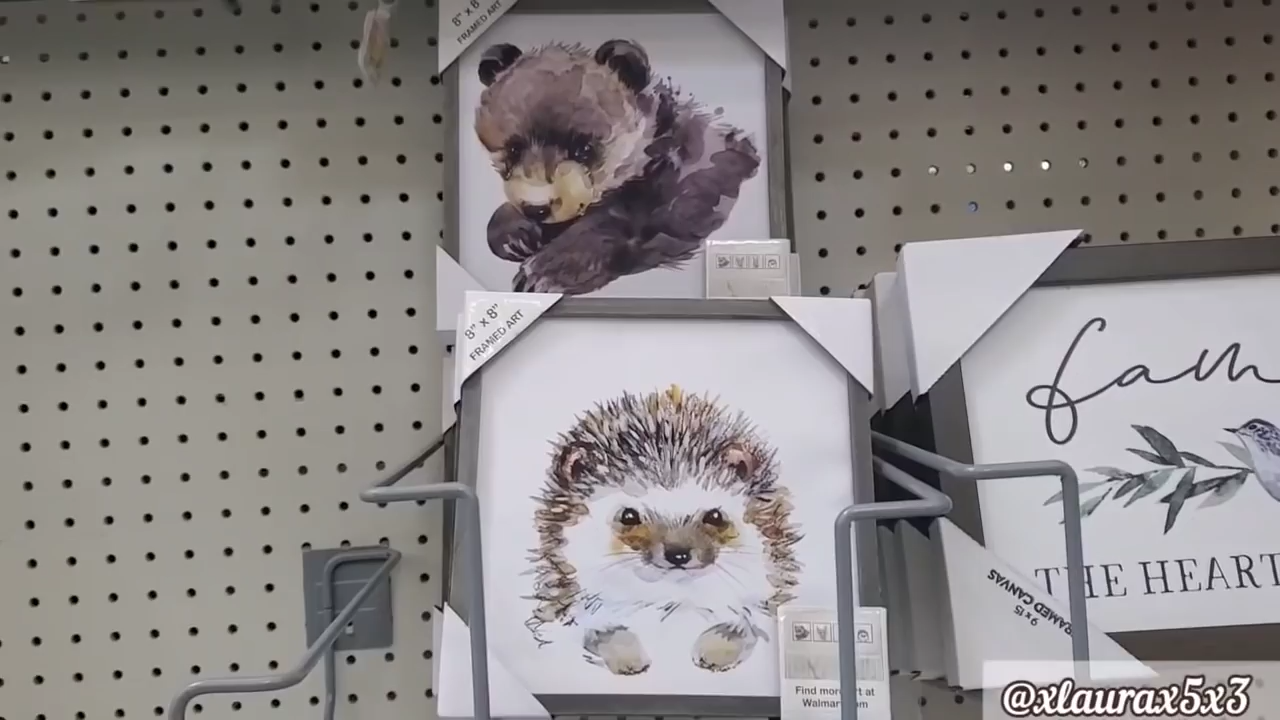 8" x 8"
FRAMED ART
8" x 8"
FRAMED ART
fam
THE HEART
RAMED CANVAS
9 x 15
Find more art at
Walmart.com
@xlaurax5x3